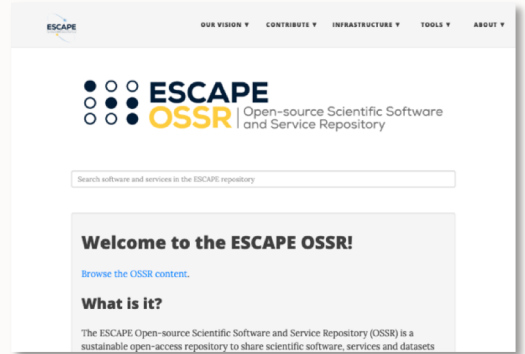 ESCAPE
OUR VISION ▼ CONTRIBUTE ▼ INFRASTRUCTURE ▼ TOOLS ▼ ABOUT ▼
ESCAPE
OSSR | Open-source Scientific Software
and Service Repository
Search software and services in the ESCAPE repository
Welcome to the ESCAPE OSSR!
Browse the OSSR content.
What is it?
The ESCAPE Open-source Scientific Software and Service Repository (OSSR) is a
sustainable open-access repository to share scientific software, services and datasets